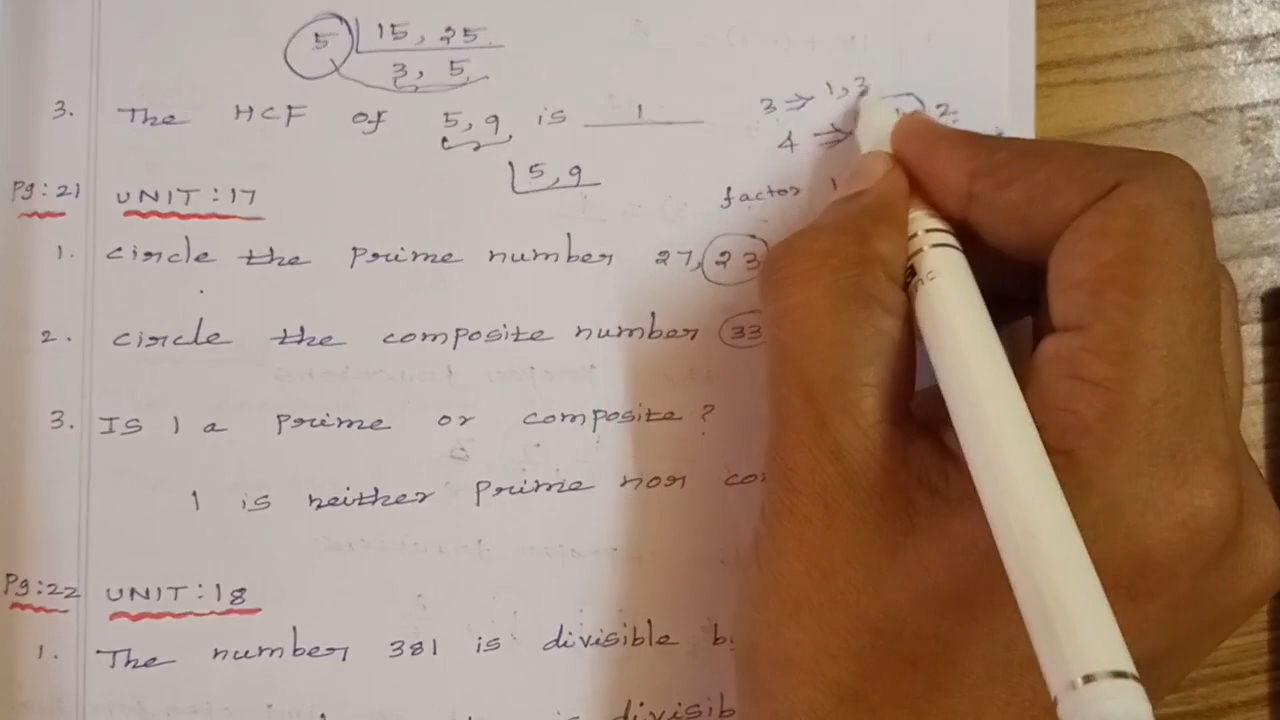 5 15, 25.
3, 5
3. The HCF of 5, 9, is 1
3 ⇒ 1, 3
4 ⇒
2.
5, 9
factor 1
Pg:21 UNIT:17
1. circle the prime number 27, 23
2. circle the composite number 33
3. Is 1 a prime or composite?
1 is neither prime nor
Pg:22 UNIT:18
1. The number 381 is divisible
divisib